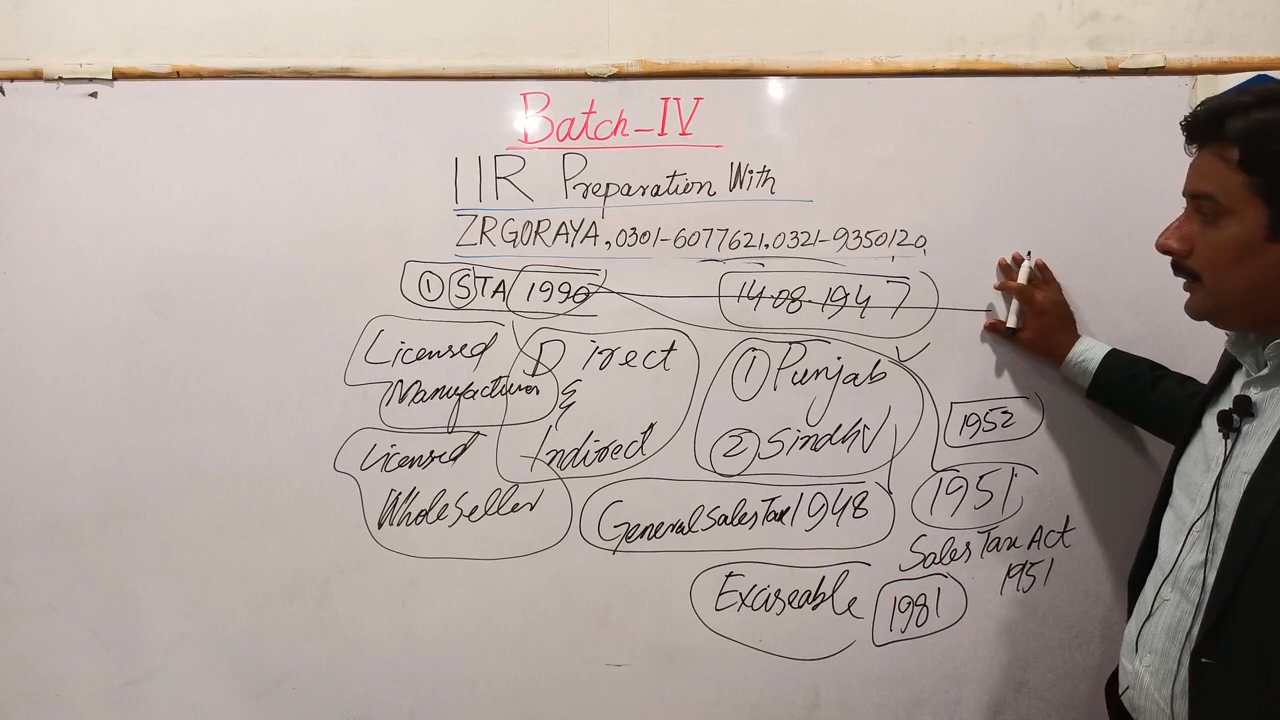 Batch-IV
IIR Preparation With
ZRGORAYA, 0301-6077621, 0321-9350120
① STA 1990
14-08-1947
Licensed
Manufacturer
Direct
&
Indirect
① Punjab
② Sindh
1952
Licensed
WholeSeller
General Sales Tax 1948
1951
Sales Tax Act
1951
Exciseable
1981